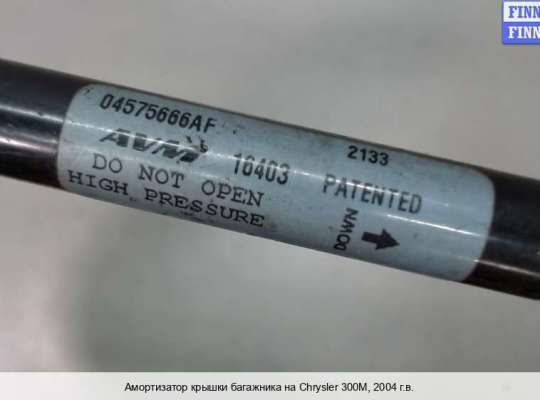 FINN
FINN
04575666AF
AVM 16403
2133
PATENTED
DO NOT OPEN
HIGH PRESSURE
DOWN
Амортизатор крышки багажника на Chrysler 300M, 2004 г.в.